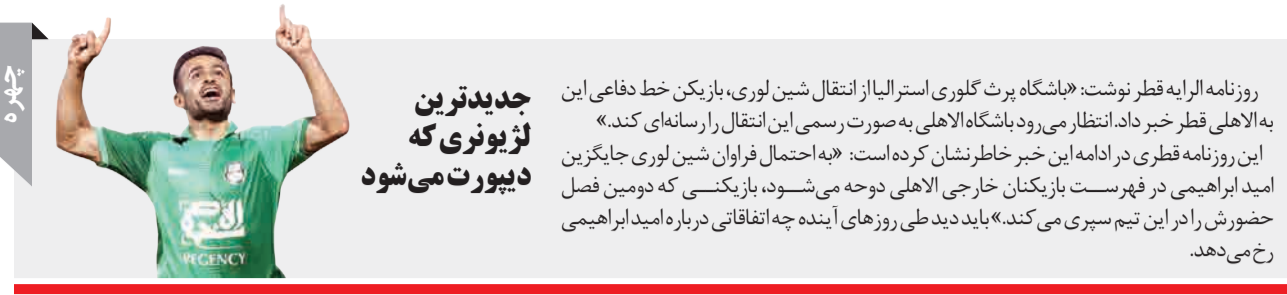 روزنامه الرایه قطر نوشت: «باشگاه پرث گلوری استرالیا از انتقال شین لوری، بازیکن خط دفاعی این
به الاهلی قطر خبر داد. انتظار می‌رود باشگاه الاهلی به صورت رسمی این انتقال را رسانه‌ای کند.»
این روزنامه قطری در ادامه این خبر خاطرنشان کرده است: «به احتمال فراوان شین لوری جایگزین
امید ابراهیمی در فهرست بازیکنان خارجی الاهلی دوحه می‌شود، بازیکنی که دومین فصل
حضورش را در این تیم سپری می‌کند.» باید دید طی روزهای آینده چه اتفاقاتی درباره امید ابراهیمی
رخ می‌دهد.
جدیدترین
لژیونری که
دیپورت می‌شود
چهره
REGENCY